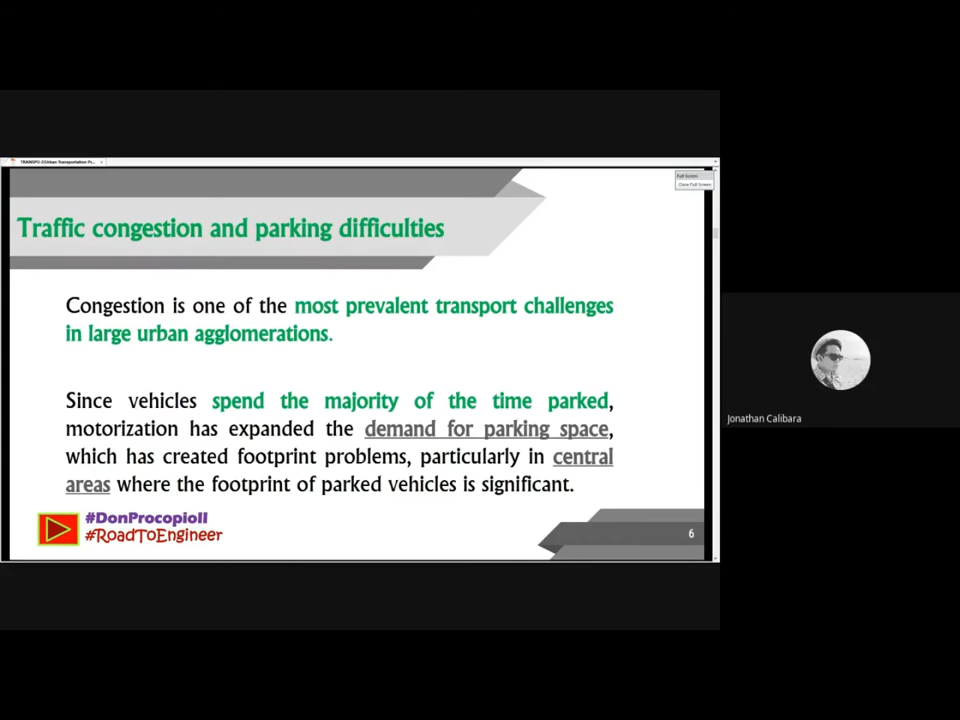 TRANSPO-2(Urban Transportation Pr...
Full Screen
Close Full Screen
Traffic congestion and parking difficulties
Congestion is one of the most prevalent transport challenges
in large urban agglomerations.
Since vehicles spend the majority of the time parked,
motorization has expanded the demand for parking space,
which has created footprint problems, particularly in central
areas where the footprint of parked vehicles is significant.
#DonProcopioII
#RoadToEngineer
6
Jonathan Calibara